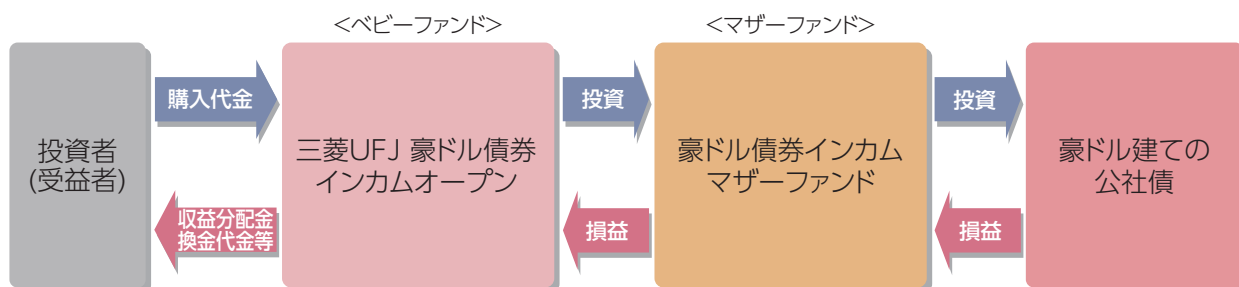 <ベビーファンド>
<マザーファンド>
投資者
(受益者)
購入代金
収益分配金
換金代金等
三菱UFJ 豪ドル債券
インカムオープン
投資
損益
豪ドル債券インカム
マザーファンド
投資
損益
豪ドル建ての
公社債